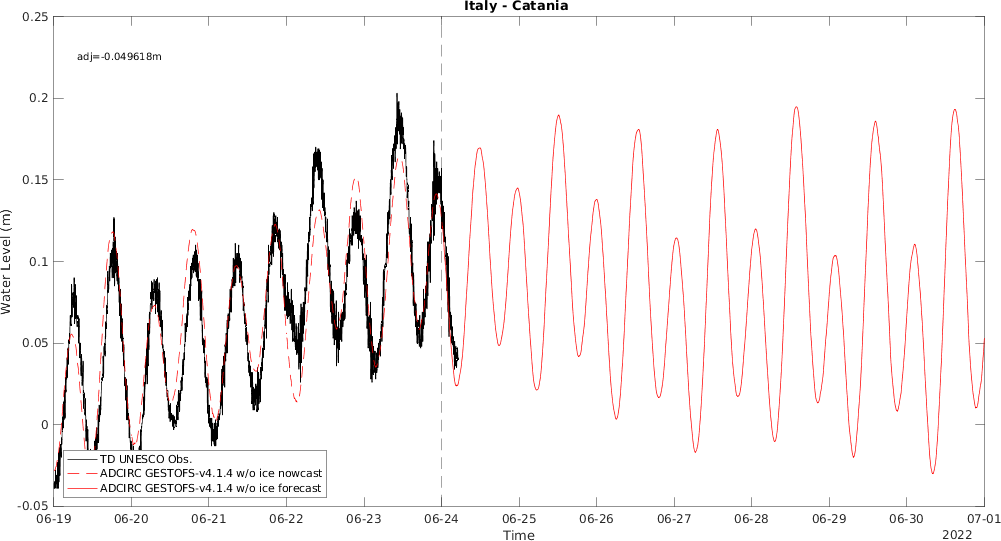 Italy - Catania
adj=-0.049618m
Water Level (m)
0.25
0.2
0.15
0.1
0.05
0
-0.05
TD UNESCO Obs.
ADCIRC GESTOFS-v4.1.4 w/o ice nowcast
ADCIRC GESTOFS-v4.1.4 w/o ice forecast
06-19 06-20 06-21 06-22 06-23 06-24 06-25 06-26 06-27 06-28 06-29 06-30 07-01
Time
2022